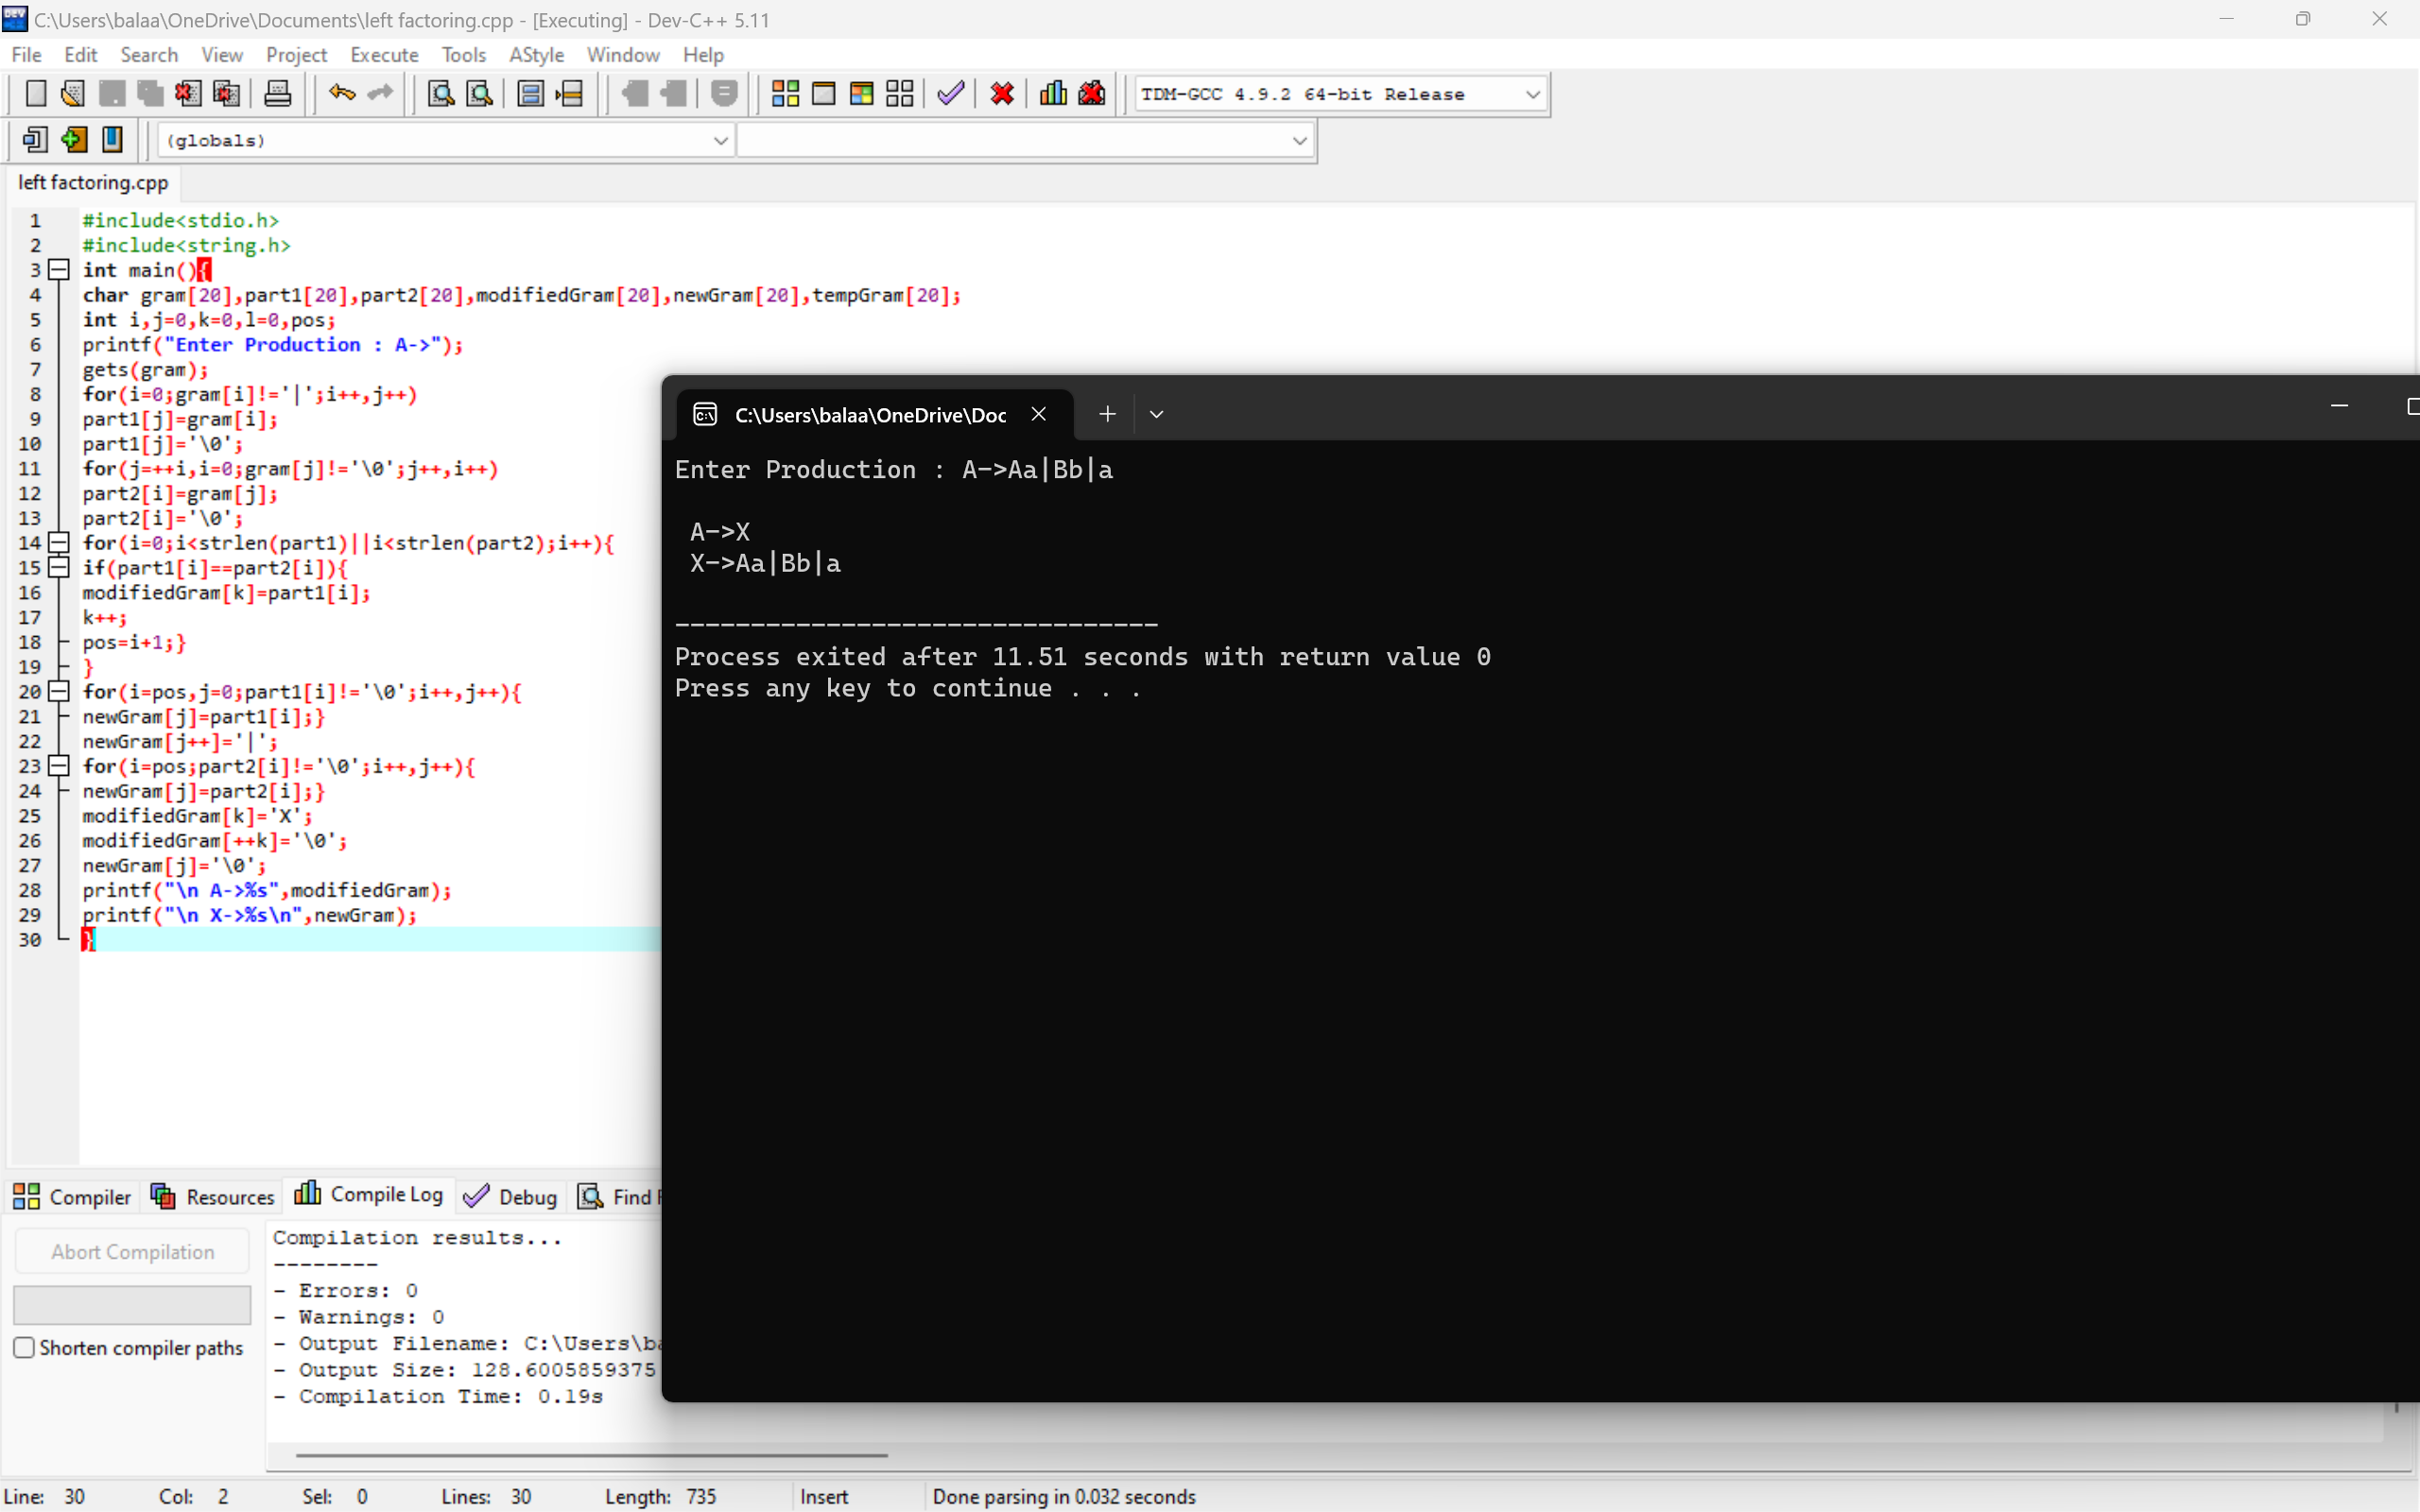 C:\Users\balaa\OneDrive\Documents\left factoring.cpp - [Executing] - Dev-C++ 5.11
File Edit Search View Project Execute Tools AStyle Window Help
TDM-GCC 4.9.2 64-bit Release
(globals)
left factoring.cpp
1 #include<stdio.h>
2 #include<string.h>
3 int main(){
4 char gram[20],part1[20],part2[20],modifiedGram[20],newGram[20],tempGram[20];
5 int i,j=0,k=0,l=0,pos;
6 printf("Enter Production : A->");
7 gets(gram);
8 for(i=0;gram[i]!='|';i++,j++)
9 part1[j]=gram[i];
10 part1[j]='\0';
11 for(j=++i,i=0;gram[j]!='\0';j++,i++)
12 part2[i]=gram[j];
13 part2[i]='\0';
14 for(i=0;i<strlen(part1)||i<strlen(part2);i++){
15 if(part1[i]==part2[i]){
16 modifiedGram[k]=part1[i];
17 k++;
18 pos=i+1;}
19 }
20 for(i=pos,j=0;part1[i]!='\0';i++,j++){
21 newGram[j]=part1[i];}
22 newGram[j++]='|';
23 for(i=pos;part2[i]!='\0';i++,j++){
24 newGram[j]=part2[i];}
25 modifiedGram[k]='X';
26 modifiedGram[++k]='\0';
27 newGram[j]='\0';
28 printf("\n A->%s",modifiedGram);
29 printf("\n X->%s\n",newGram);
30 }
C:\Users\balaa\OneDrive\Doc
Enter Production : A->Aa|Bb|a
A->X
X->Aa|Bb|a
--------------------------------
Process exited after 11.51 seconds with return value 0
Press any key to continue . . .
Compiler Resources Compile Log Debug Find
Abort Compilation
Shorten compiler paths
Compilation results...
--------
- Errors: 0
- Warnings: 0
- Output Filename: C:\Users\ba
- Output Size: 128.6005859375
- Compilation Time: 0.19s
Line: 30 Col: 2 Sel: 0 Lines: 30 Length: 735 Insert Done parsing in 0.032 seconds